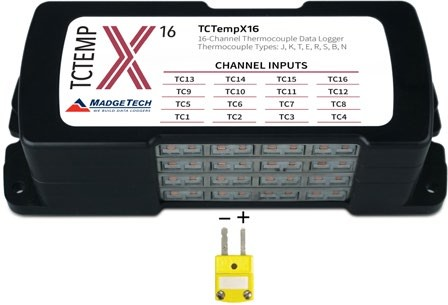 TCTEMP X 16
MADGETECH
WE BUILD DATA LOGGERS
TCTempX16
16-Channel Thermocouple Data Logger
Thermocouple Types: J, K, T, E, R, S, B, N
CHANNEL INPUTS
TC13 TC14 TC15 TC16
TC9 TC10 TC11 TC12
TC5 TC6 TC7 TC8
TC1 TC2 TC3 TC4
− +